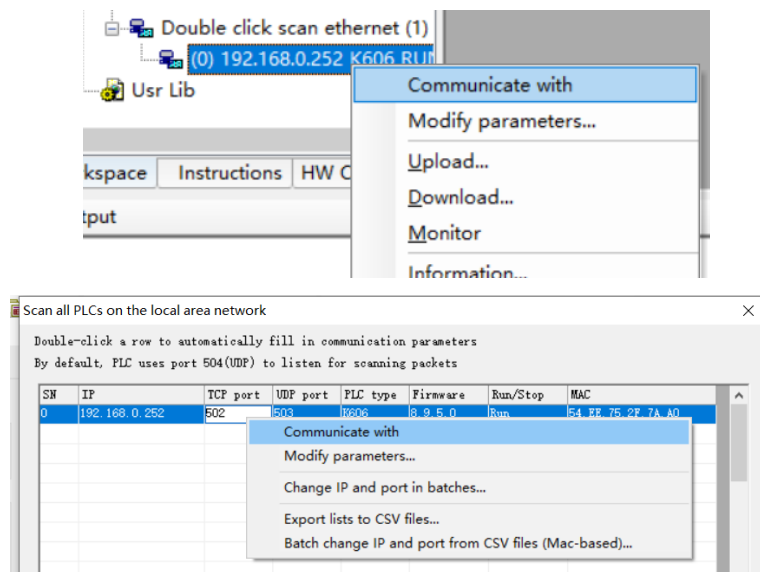 Double click scan ethernet (1)
(0) 192.168.0.252 K606 RUN
Usr Lib
Communicate with
Modify parameters...
Upload...
Download...
Monitor
Information...
kspace Instructions HW C
tput
Scan all PLCs on the local area network
Double-click a row to automatically fill in communication parameters
By default, PLC uses port 504(UDP) to listen for scanning packets
SN IP TCP port UDP port PLC type Firmware Run/Stop MAC
0 192.168.0.252 502 503 K606 8.9.5.0 Run 54.EE.75.2F.7A.A0
Communicate with
Modify parameters...
Change IP and port in batches...
Export lists to CSV files...
Batch change IP and port from CSV files (Mac-based)...